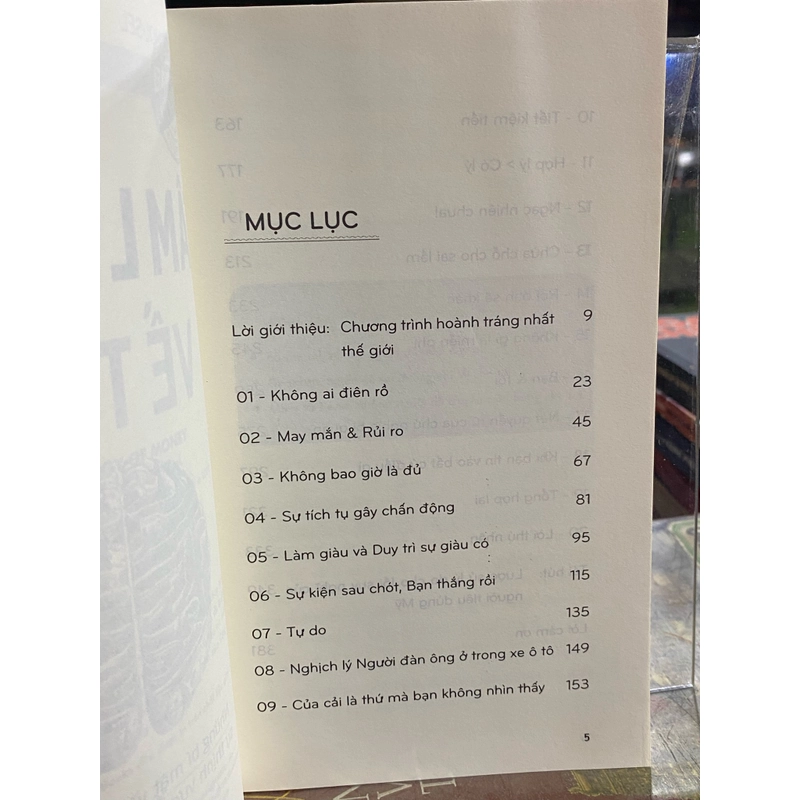 MỤC LỤC
Lời giới thiệu: Chương trình hoành tráng nhất 9
thế giới
01 - Không ai điên rồ 23
02 - May mắn & Rủi ro 45
03 - Không bao giờ là đủ 67
04 - Sự tích tụ gây chấn động 81
05 - Làm giàu và Duy trì sự giàu có 95
06 - Sự kiện sau chót, Bạn thắng rồi 115
07 - Tự do 135
08 - Nghịch lý Người đàn ông ở trong xe ô tô 149
09 - Của cải là thứ mà bạn không nhìn thấy 153
5